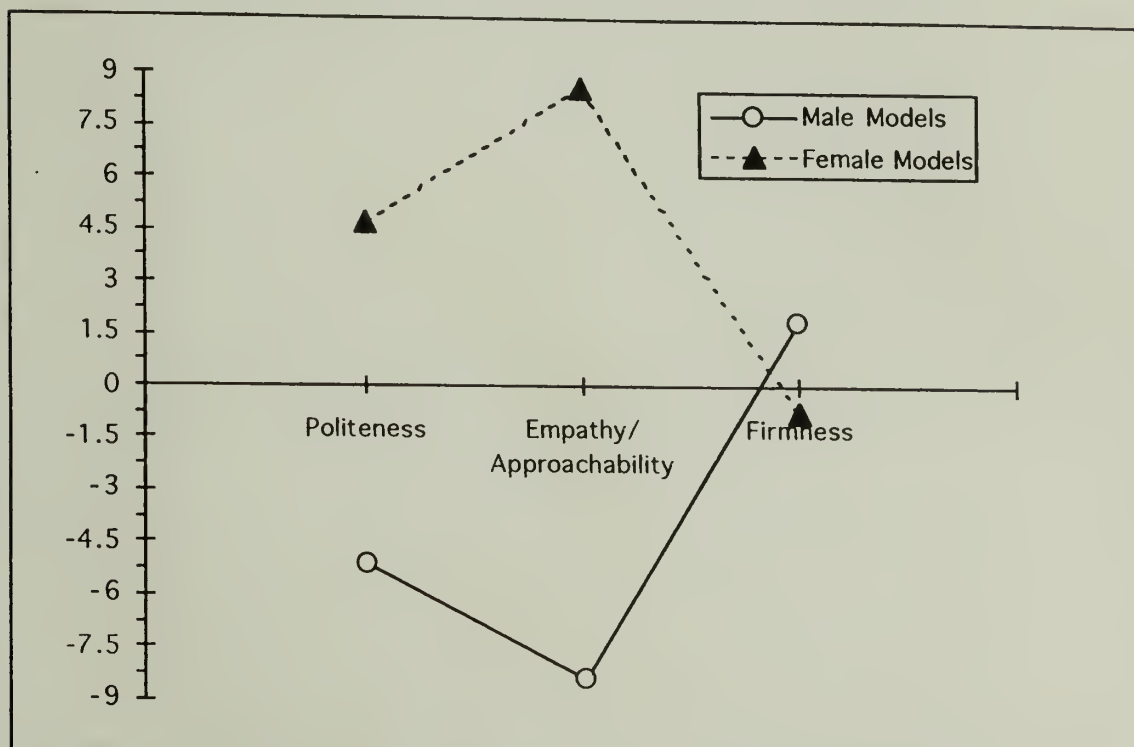 9
7.5
6
4.5
3
1.5
0
-1.5
-3
-4.5
-6
-7.5
-9
Male Models
Female Models
Politeness
Empathy/
Approachability
Firmness